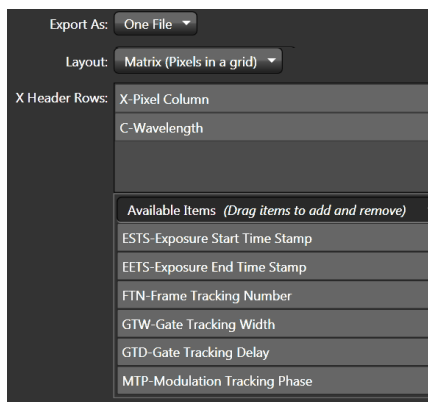 Export As: One File
Layout: Matrix (Pixels in a grid)
X Header Rows: X-Pixel Column
C-Wavelength
Available Items (Drag items to add and remove)
ESTS-Exposure Start Time Stamp
EETS-Exposure End Time Stamp
FTN-Frame Tracking Number
GTW-Gate Tracking Width
GTD-Gate Tracking Delay
MTP-Modulation Tracking Phase